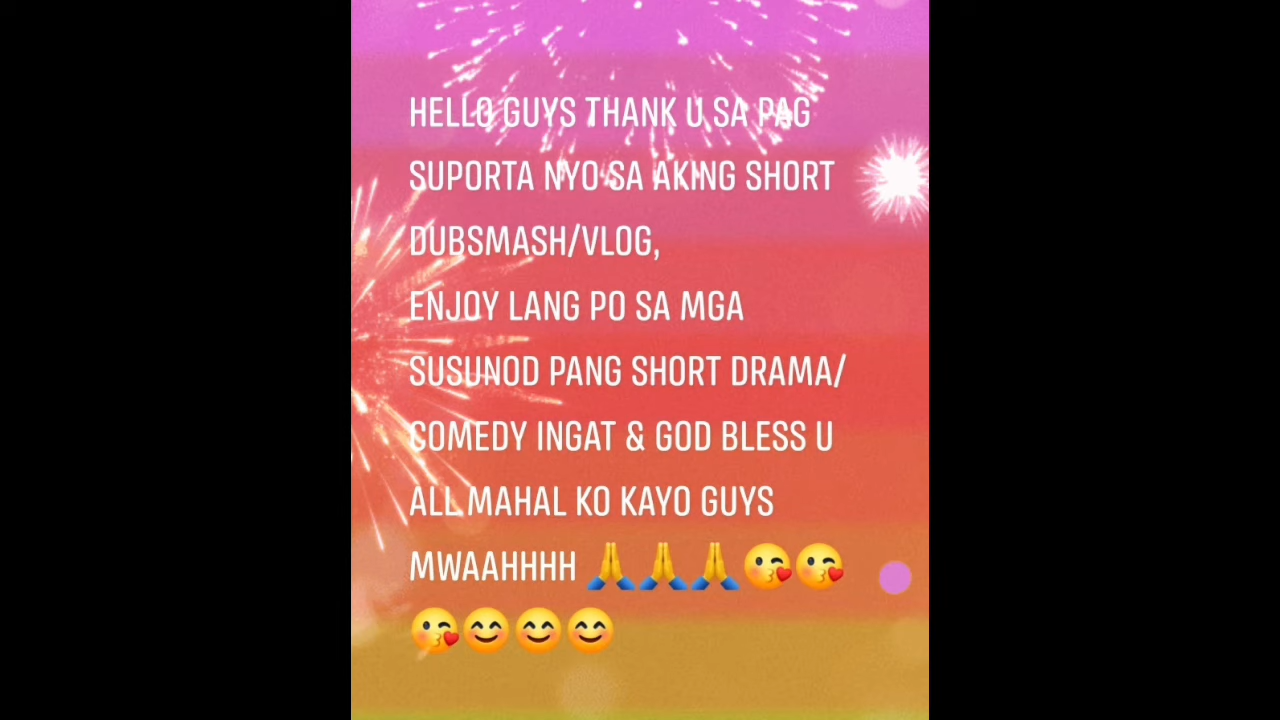 HELLO GUYS THANK U SA PAG
SUPORTA NYO SA AKING SHORT
DUBSMASH/VLOG,
ENJOY LANG PO SA MGA
SUSUNOD PANG SHORT DRAMA/
COMEDY INGAT & GOD BLESS U
ALL MAHAL KO KAYO GUYS
MWAAHHHH 🙏🙏🙏😘😘
😘😊😊😊